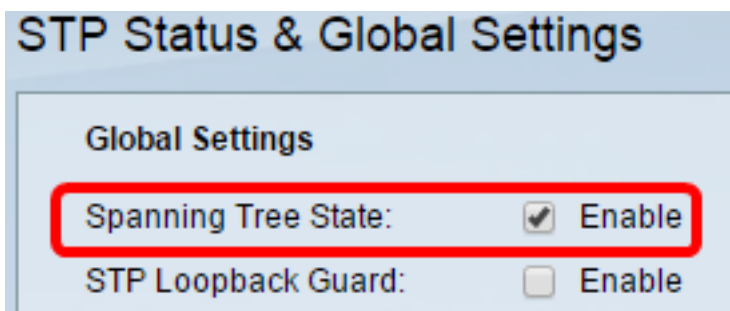 STP Status & Global Settings
Global Settings
Spanning Tree State: Enable
STP Loopback Guard: Enable